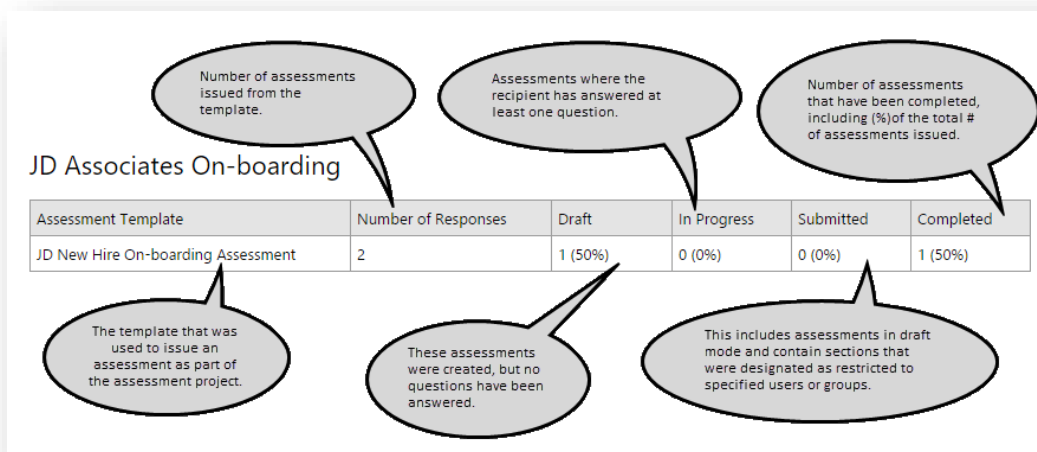 Number of assessments
issued from the
template.
Assessments where the
recipient has answered at
least one question.
Number of assessments
that have been completed,
including (%)of the total #
of assessments issued.
JD Associates On-boarding
Assessment Template Number of Responses Draft In Progress Submitted Completed
JD New Hire On-boarding Assessment 2 1 (50%) 0 (0%) 0 (0%) 1 (50%)
The template that was
used to issue an
assessment as part of
the assessment project.
These assessments
were created, but no
questions have been
answered.
This includes assessments in draft
mode and contain sections that
were designated as restricted to
specified users or groups.